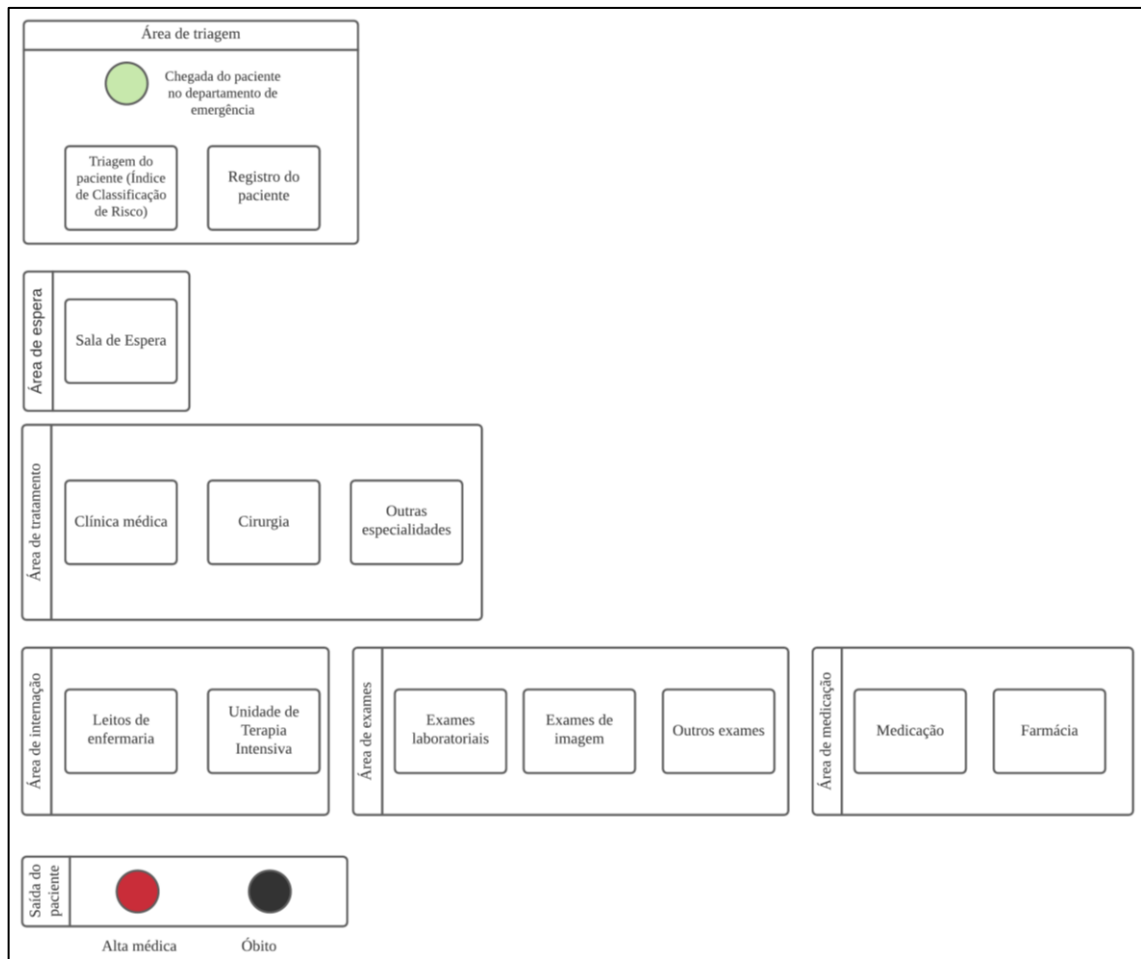 Área de triagem
Chegada do paciente
no departamento de
emergência
Triagem do
paciente (Índice
de Classificação
de Risco)
Registro do
paciente
Área de espera
Sala de Espera
Área de tratamento
Clínica médica
Cirurgia
Outras
especialidades
Área de internação
Leitos de
enfermaria
Unidade de
Terapia
Intensiva
Área de exames
Exames
laboratoriais
Exames de
imagem
Outros exames
Área de medicação
Medicação
Farmácia
Saída do
paciente
Alta médica
Óbito